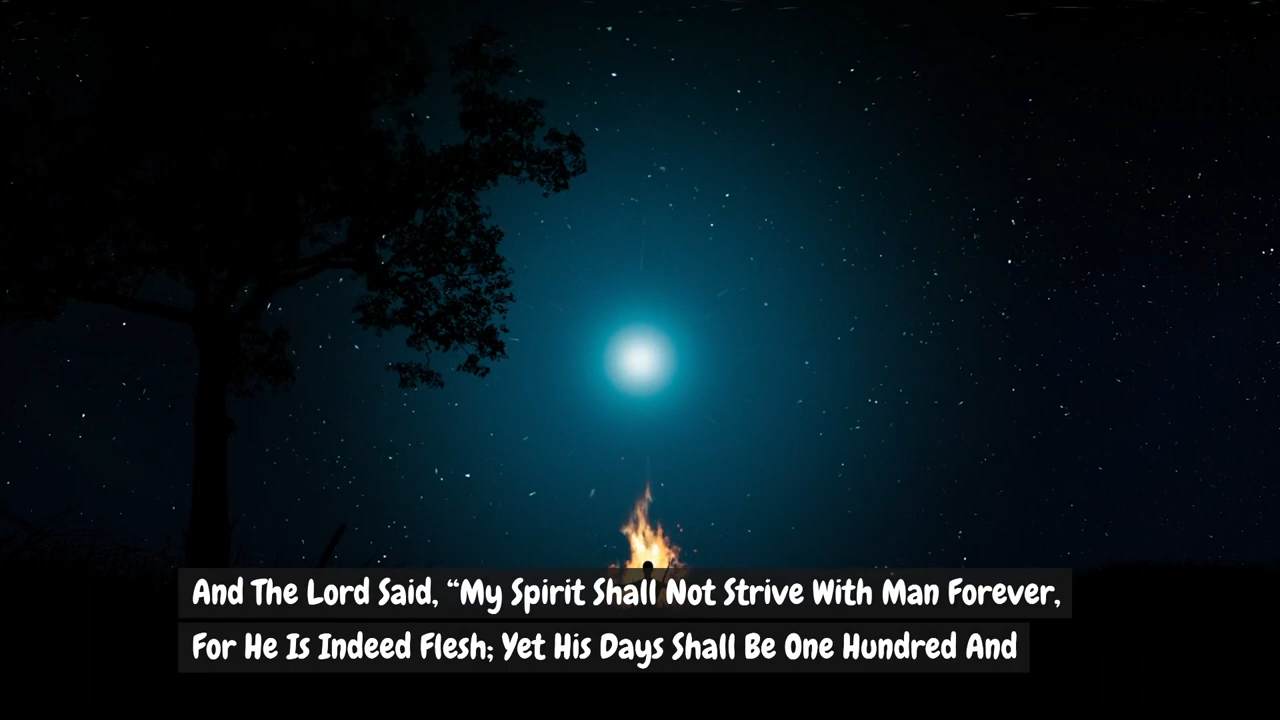 And The Lord Said, “My Spirit Shall Not Strive With Man Forever,
For He Is Indeed Flesh; Yet His Days Shall Be One Hundred And